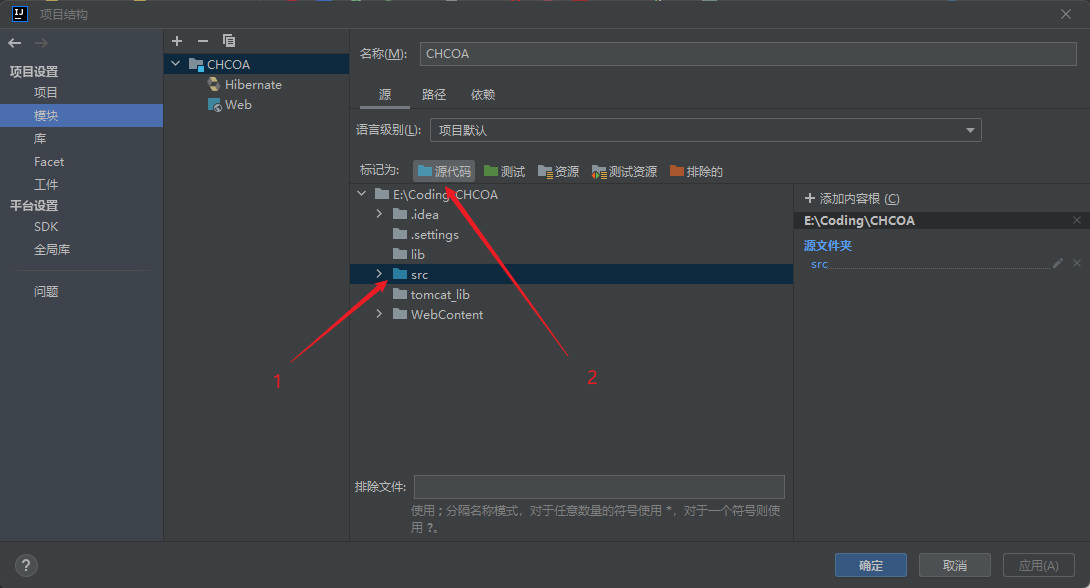 IJ 项目结构
项目设置
项目
模块
库
Facet
工件
平台设置
SDK
全局库
问题
CHCOA
Hibernate
Web
名称(M): CHCOA
源 路径 依赖
语言级别(L): 项目默认
标记为: 源代码 测试 资源 测试资源 排除的
E:\Coding\CHCOA
.idea
.settings
lib
src
tomcat_lib
WebContent
1
2
添加内容根 (C)
E:\Coding\CHCOA
源文件夹
src
排除文件:
使用 ; 分隔名称模式，对于任意数量的符号使用 *，对于一个符号则使
用 ?。
? 确定 取消 应用(A)